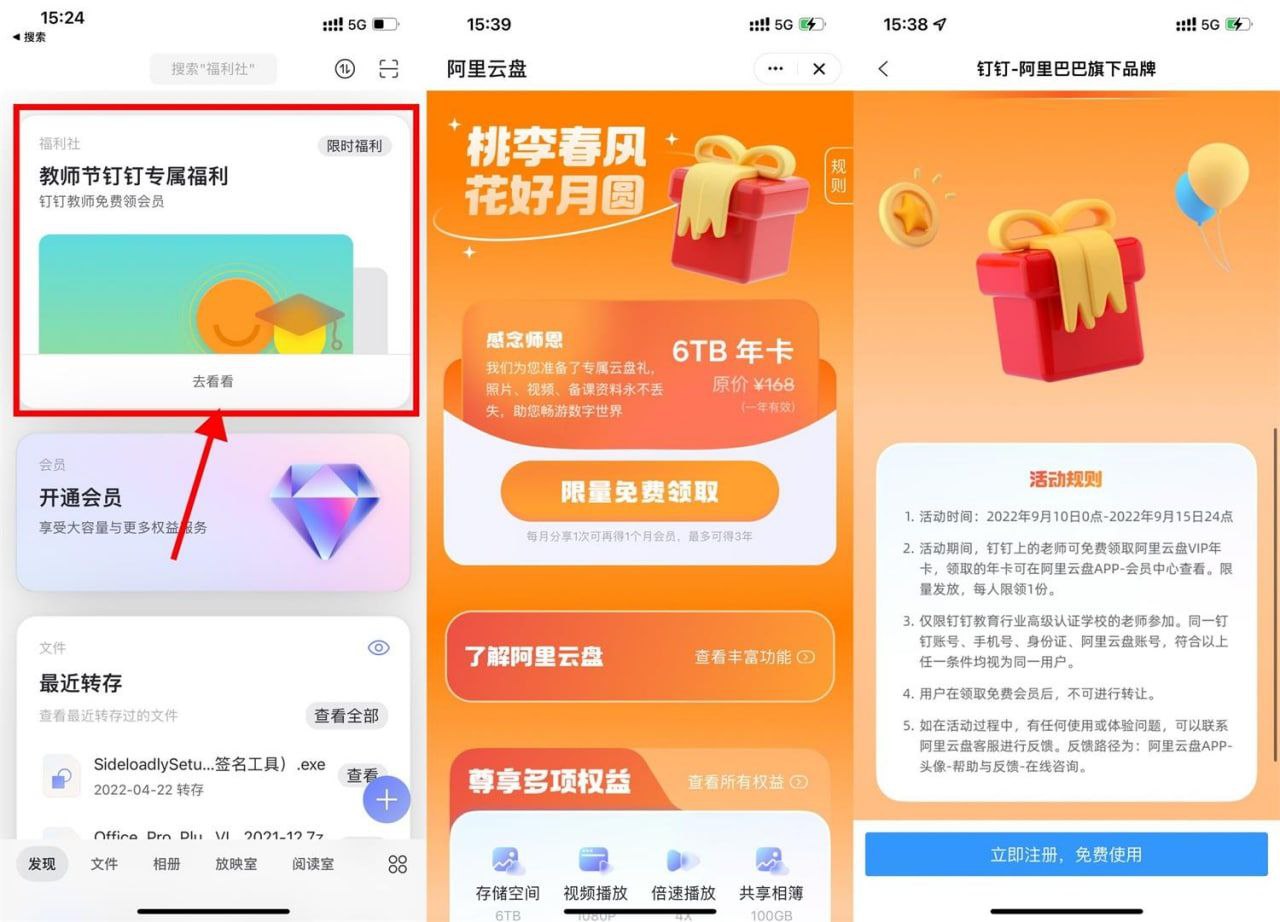 15:24
5G
◀ 搜索
搜索"福利社"
福利社
限时福利
教师节钉钉专属福利
钉钉教师免费领会员
去看看
会员
开通会员
享受大容量与更多权益服务
文件
最近转存
查看最近转存过的文件
查看全部
SideloadlySetu...签名工具）.exe
查看
2022-04-22 转存
Office_Pro_Plu...VL_2021-12.7z
发现
文件
相册
放映室
阅读室
15:39
5G
阿里云盘
桃李春风
花好月圆
规则
感念师恩
我们为您准备了专属云盘礼，
照片、视频、备课资料永不丢
失，助您畅游数字世界
6TB 年卡
原价 ¥168
（一年有效）
限量免费领取
每月分享1次可再得1个月会员，最多可得3年
了解阿里云盘
查看丰富功能
尊享多项权益
查看所有权益
存储空间
视频播放
倍速播放
共享相簿
6TB
1080P
4X
100GB
15:38
5G
钉钉-阿里巴巴旗下品牌
活动规则
1. 活动时间：2022年9月10日0点-2022年9月15日24点
2. 活动期间，钉钉上的老师可免费领取阿里云盘VIP年
卡，领取的年卡可在阿里云盘APP-会员中心查看。限
量发放，每人限领1份。
3. 仅限钉钉教育行业高级认证学校的老师参加。同一钉
钉账号、手机号、身份证、阿里云盘账号，符合以上
任一条件均视为同一用户。
4. 用户在领取免费会员后，不可进行转让。
5. 如在活动过程中，有任何使用或体验问题，可以联系
阿里云盘客服进行反馈。反馈路径为：阿里云盘APP-
头像-帮助与反馈-在线咨询。
立即注册，免费使用